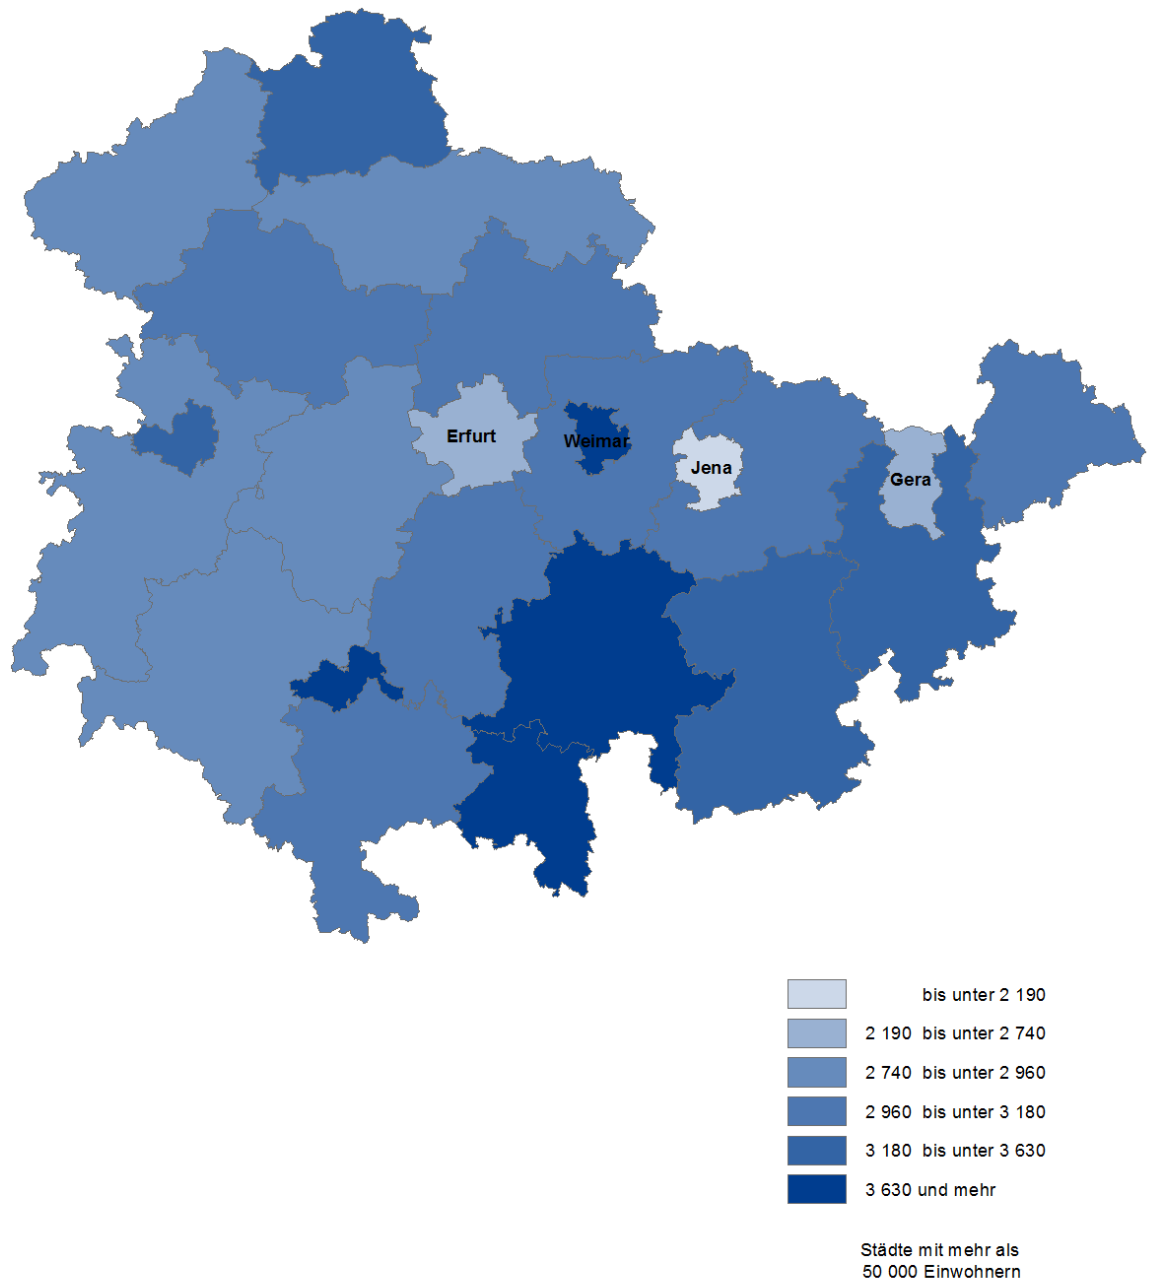 Erfurt
Weimar
Jena
Gera
bis unter 2 190
2 190 bis unter 2 740
2 740 bis unter 2 960
2 960 bis unter 3 180
3 180 bis unter 3 630
3 630 und mehr
Städte mit mehr als
50 000 Einwohnern